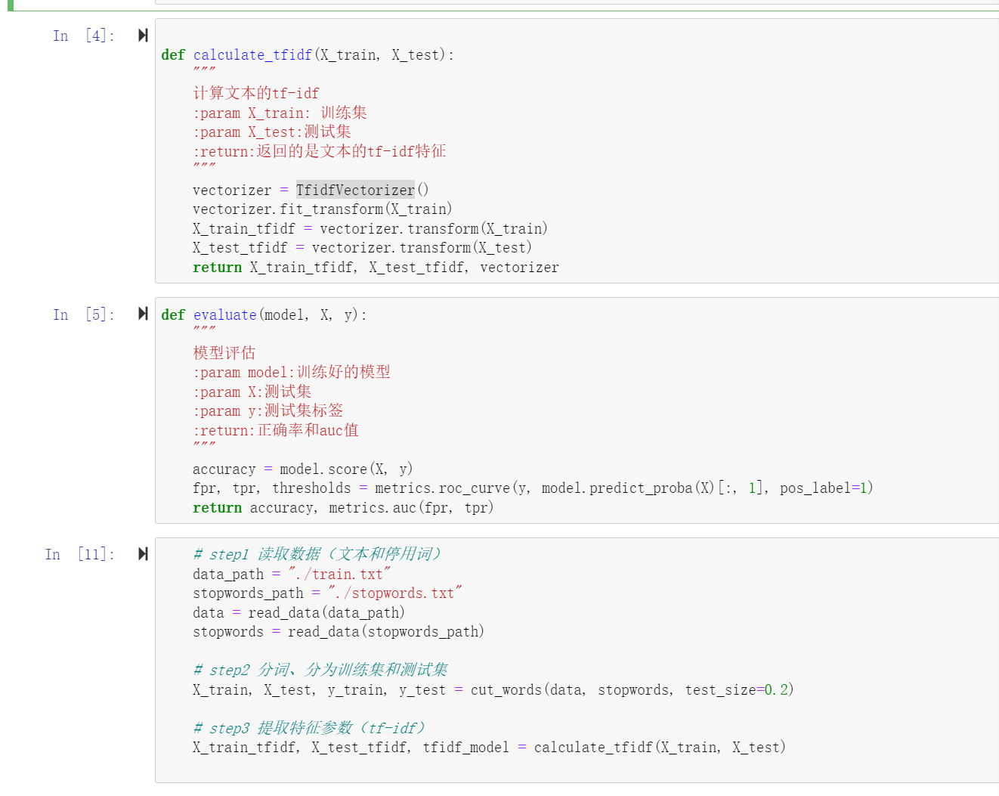 In [4]:
def calculate_tfidf(X_train, X_test):
"""
计算文本的tf-idf
:param X_train: 训练集
:param X_test:测试集
:return:返回的是文本的tf-idf特征
"""
vectorizer = TfidfVectorizer()
vectorizer.fit_transform(X_train)
X_train_tfidf = vectorizer.transform(X_train)
X_test_tfidf = vectorizer.transform(X_test)
return X_train_tfidf, X_test_tfidf, vectorizer
In [5]:
def evaluate(model, X, y):
"""
模型评估
:param model:训练好的模型
:param X:测试集
:param y:测试集标签
:return:正确率和auc值
"""
accuracy = model.score(X, y)
fpr, tpr, thresholds = metrics.roc_curve(y, model.predict_proba(X)[:, 1], pos_label=1)
return accuracy, metrics.auc(fpr, tpr)
In [11]:
# step1 读取数据（文本和停用词）
data_path = "./train.txt"
stopwords_path = "./stopwords.txt"
data = read_data(data_path)
stopwords = read_data(stopwords_path)
# step2 分词、分为训练集和测试集
X_train, X_test, y_train, y_test = cut_words(data, stopwords, test_size=0.2)
# step3 提取特征参数（tf-idf）
X_train_tfidf, X_test_tfidf, tfidf_model = calculate_tfidf(X_train, X_test)